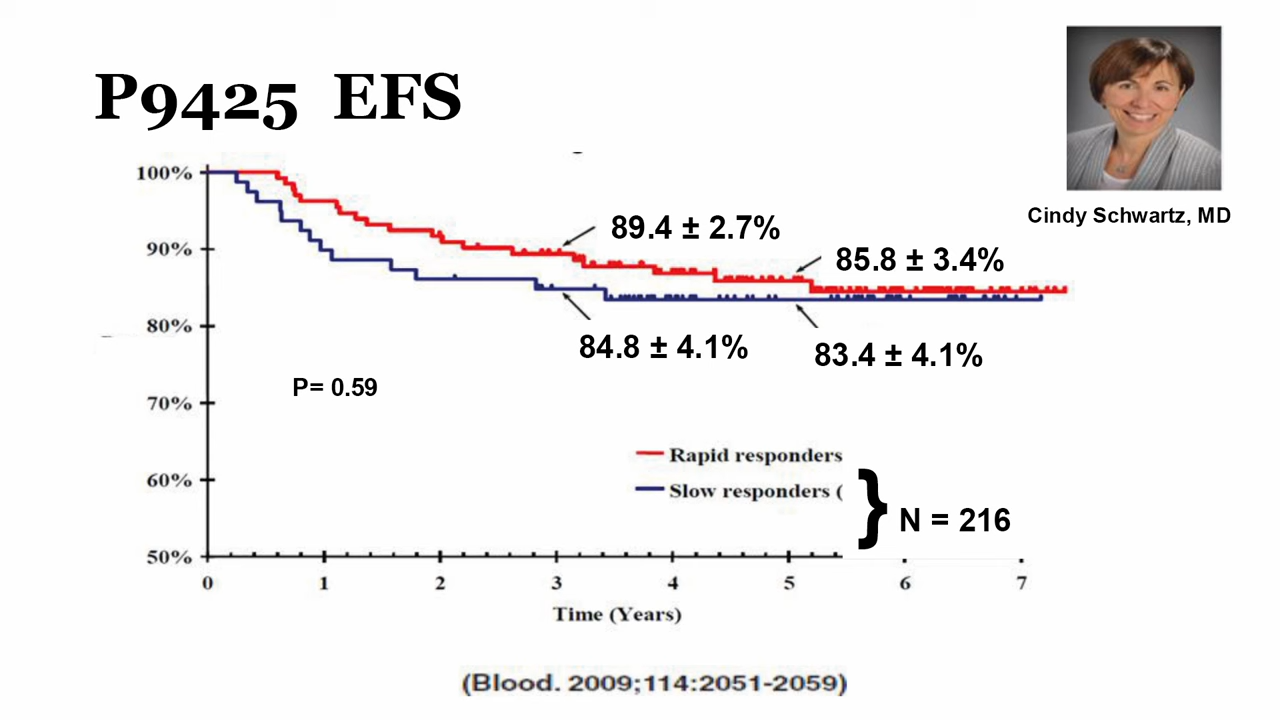 P9425 EFS
Cindy Schwartz, MD
100%
90%
80%
70%
60%
50%
89.4 ± 2.7%
85.8 ± 3.4%
84.8 ± 4.1%
83.4 ± 4.1%
P= 0.59
Rapid responders
Slow responders (
} N = 216
0 1 2 3 4 5 6 7
Time (Years)
(Blood. 2009;114:2051-2059)